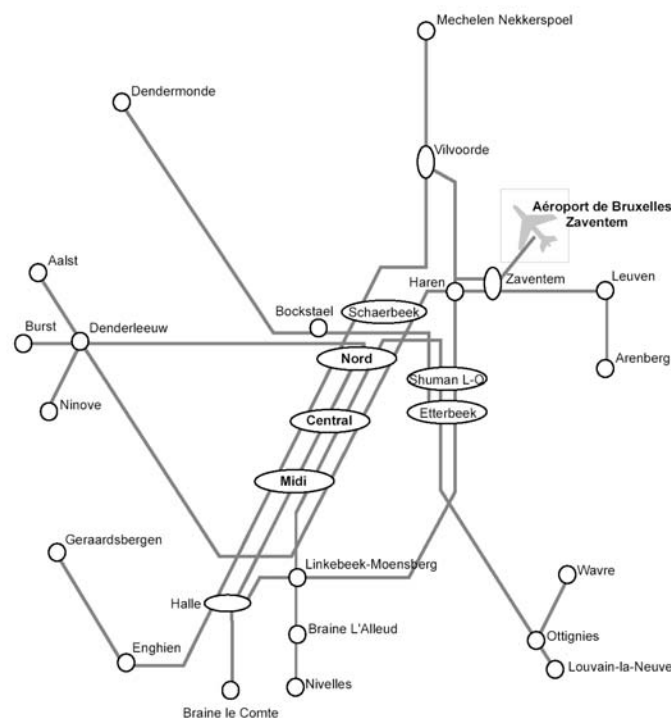 Mechelen Nekkerspoel
Dendermonde
Vilvoorde
Aéroport de Bruxelles
Zaventem
Aalst
Haren
Zaventem
Leuven
Bockstael
Schaerbeek
Burst
Denderleeuw
Nord
Arenberg
Shuman L-Q
Ninove
Etterbeek
Central
Midi
Geraardsbergen
Linkebeek-Moensberg
Wavre
Halle
Braine L'Alleud
Ottignies
Enghien
Louvain-la-Neuve
Nivelles
Braine le Comte